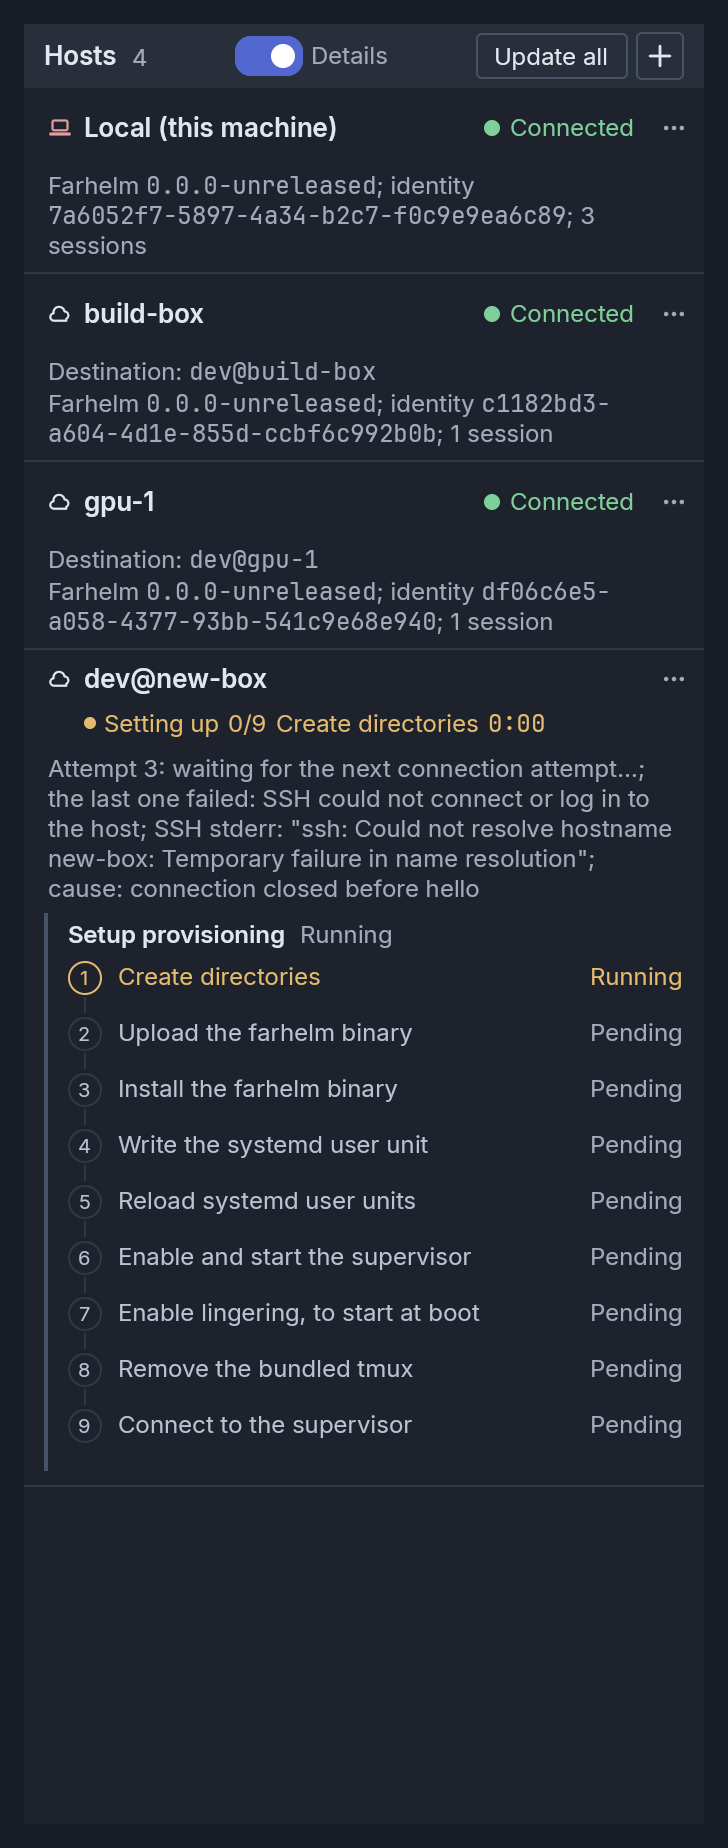 Hosts 4 Details Update all
Local (this machine) Connected
Farhelm 0.0.0-unreleased; identity
7a6052f7-5897-4a34-b2c7-f0c9e9ea6c89; 3
sessions
build-box Connected
Destination: dev@build-box
Farhelm 0.0.0-unreleased; identity c1182bd3-
a604-4d1e-855d-ccbf6c992b0b; 1 session
gpu-1 Connected
Destination: dev@gpu-1
Farhelm 0.0.0-unreleased; identity df06c6e5-
a058-4377-93bb-541c9e68e940; 1 session
dev@new-box
Setting up 0/9 Create directories 0:00
Attempt 3: waiting for the next connection attempt...;
the last one failed: SSH could not connect or log in to
the host; SSH stderr: "ssh: Could not resolve hostname
new-box: Temporary failure in name resolution";
cause: connection closed before hello
Setup provisioning Running
1 Create directories Running
2 Upload the farhelm binary Pending
3 Install the farhelm binary Pending
4 Write the systemd user unit Pending
5 Reload systemd user units Pending
6 Enable and start the supervisor Pending
7 Enable lingering, to start at boot Pending
8 Remove the bundled tmux Pending
9 Connect to the supervisor Pending